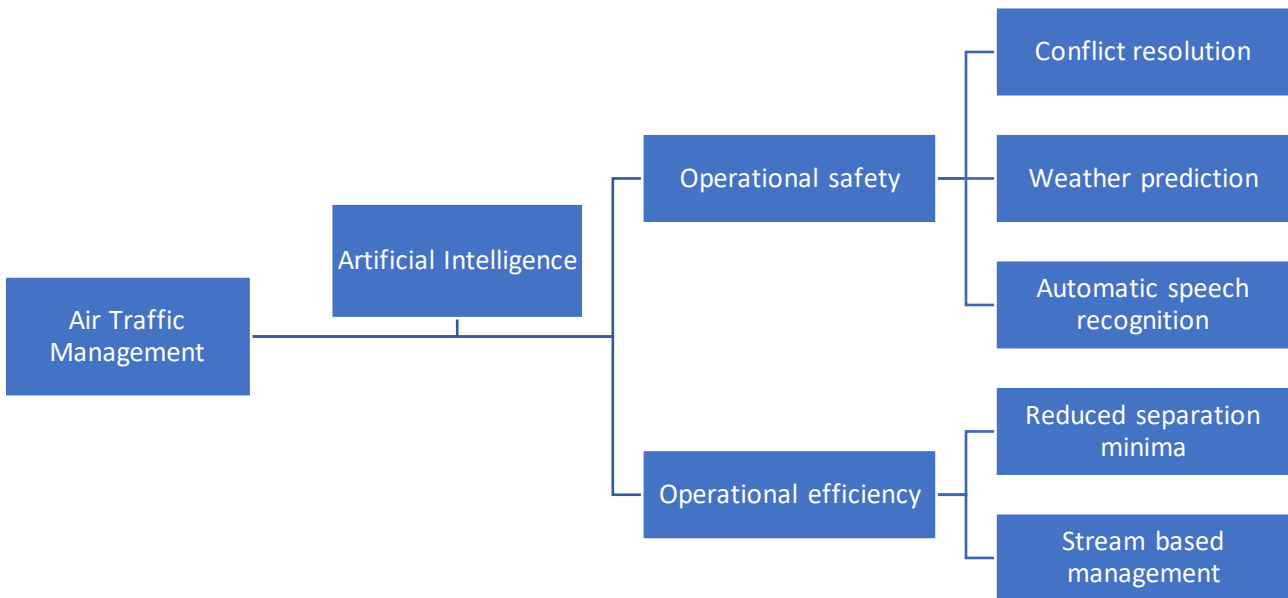 Air Traffic
Management
Artificial Intelligence
Operational safety
Conflict resolution
Weather prediction
Automatic speech
recognition
Operational efficiency
Reduced separation
minima
Stream based
management